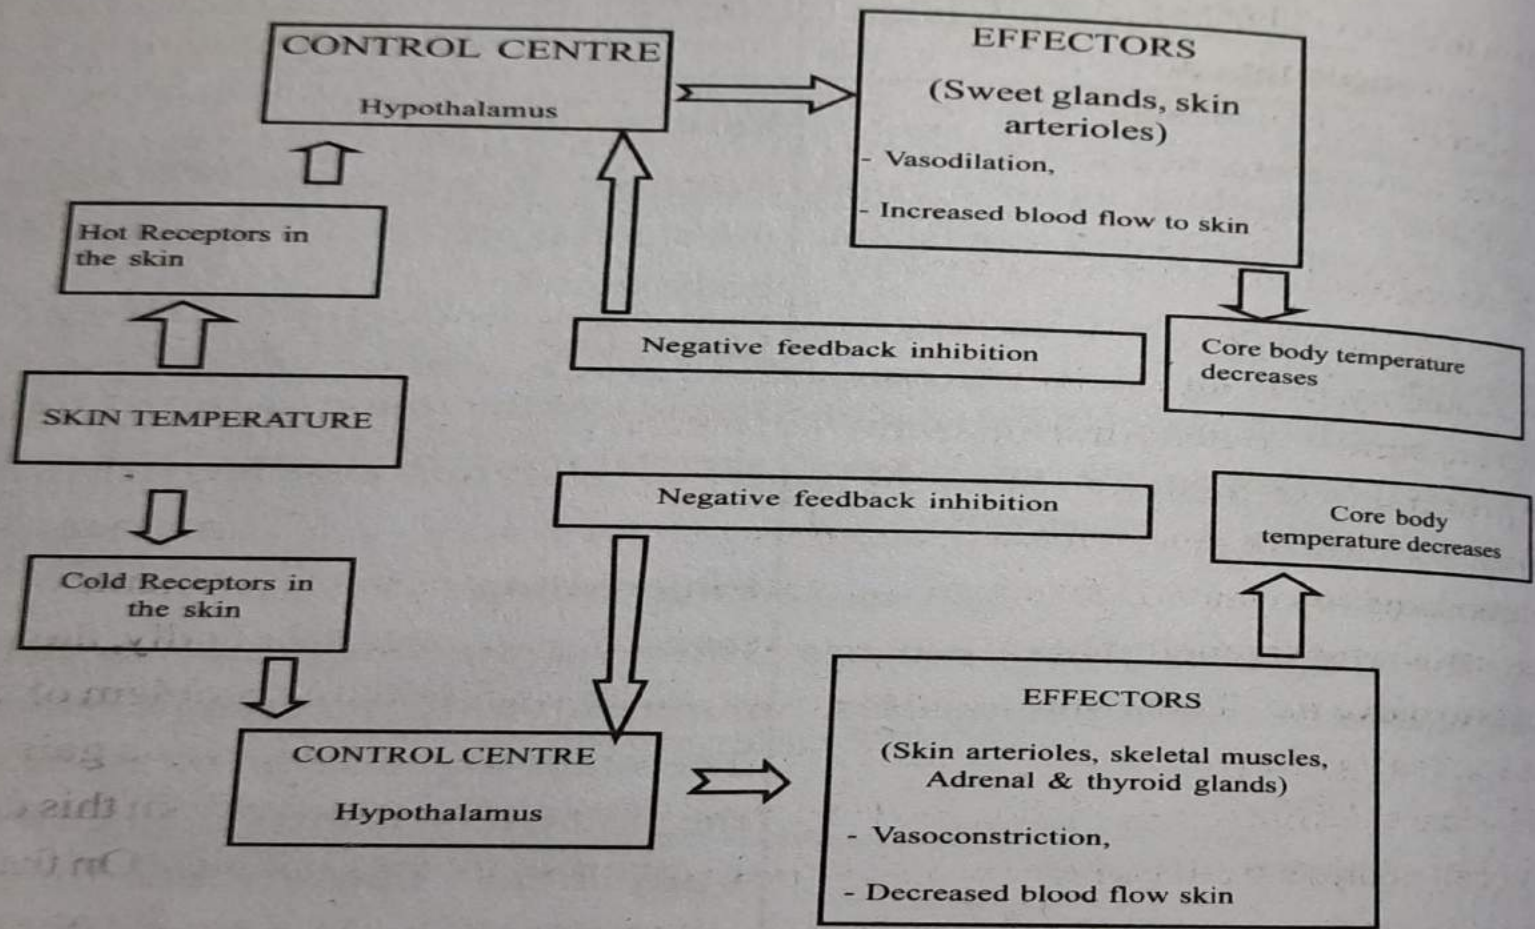 CONTROL CENTRE
Hypothalamus
EFFECTORS
(Sweet glands, skin
arterioles)
- Vasodilation,
- Increased blood flow to skin
Hot Receptors in
the skin
Negative feedback inhibition
Core body temperature
decreases
SKIN TEMPERATURE
Negative feedback inhibition
Core body
temperature decreases
Cold Receptors in
the skin
CONTROL CENTRE
Hypothalamus
EFFECTORS
(Skin arterioles, skeletal muscles,
Adrenal & thyroid glands)
- Vasoconstriction,
- Decreased blood flow skin